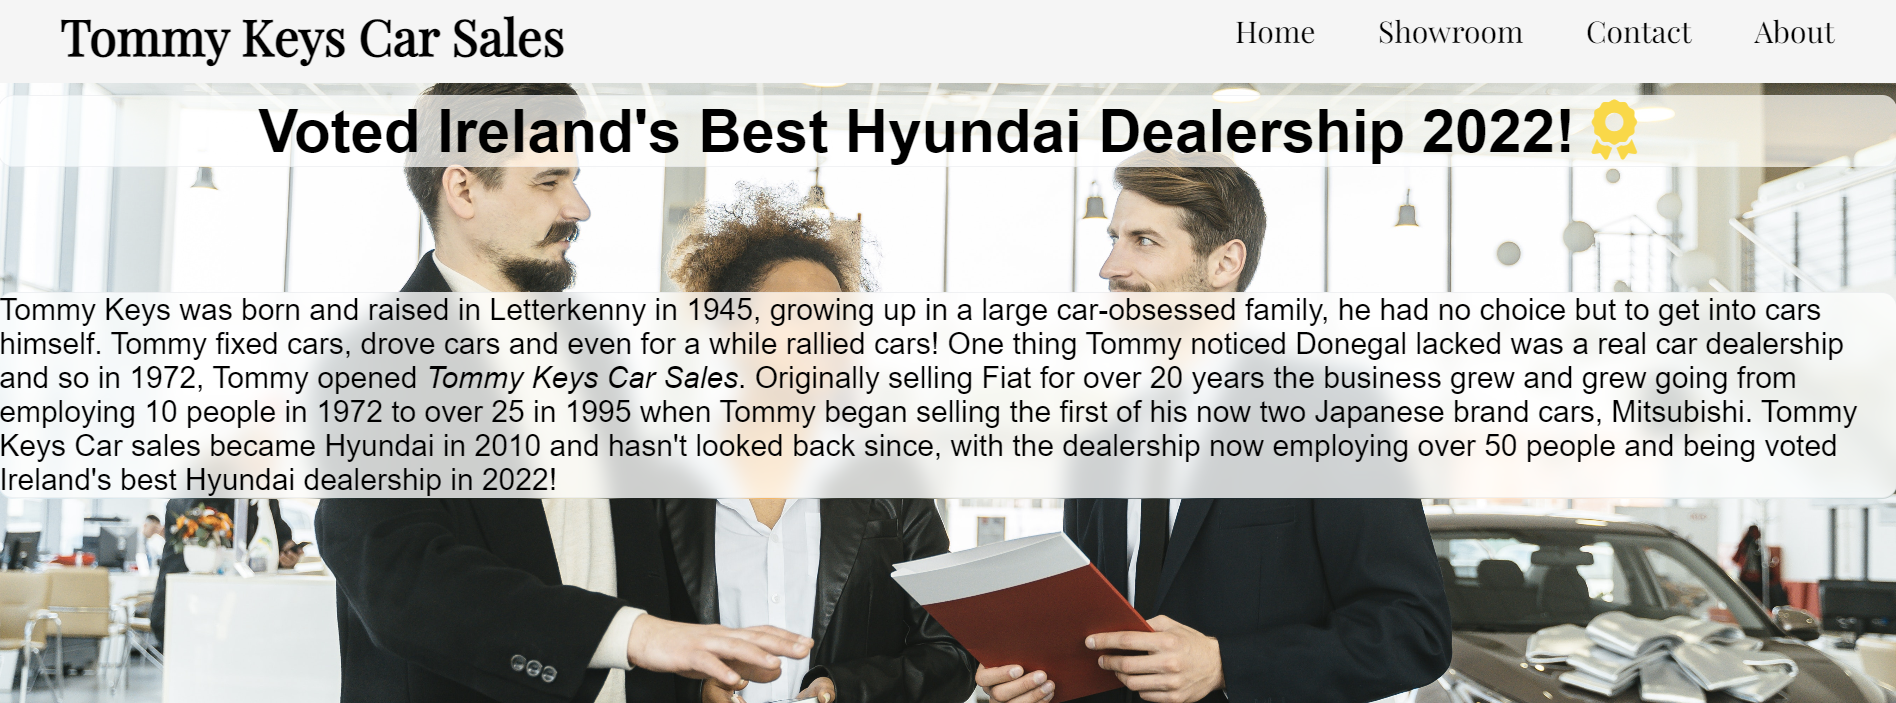 Tommy Keys Car Sales
Home Showroom Contact About
Voted Ireland's Best Hyundai Dealership 2022!
Tommy Keys was born and raised in Letterkenny in 1945, growing up in a large car-obsessed family, he had no choice but to get into cars
himself. Tommy fixed cars, drove cars and even for a while rallied cars! One thing Tommy noticed Donegal lacked was a real car dealership
and so in 1972, Tommy opened Tommy Keys Car Sales. Originally selling Fiat for over 20 years the business grew and grew going from
employing 10 people in 1972 to over 25 in 1995 when Tommy began selling the first of his now two Japanese brand cars, Mitsubishi. Tommy
Keys Car sales became Hyundai in 2010 and hasn't looked back since, with the dealership now employing over 50 people and being voted
Ireland's best Hyundai dealership in 2022!